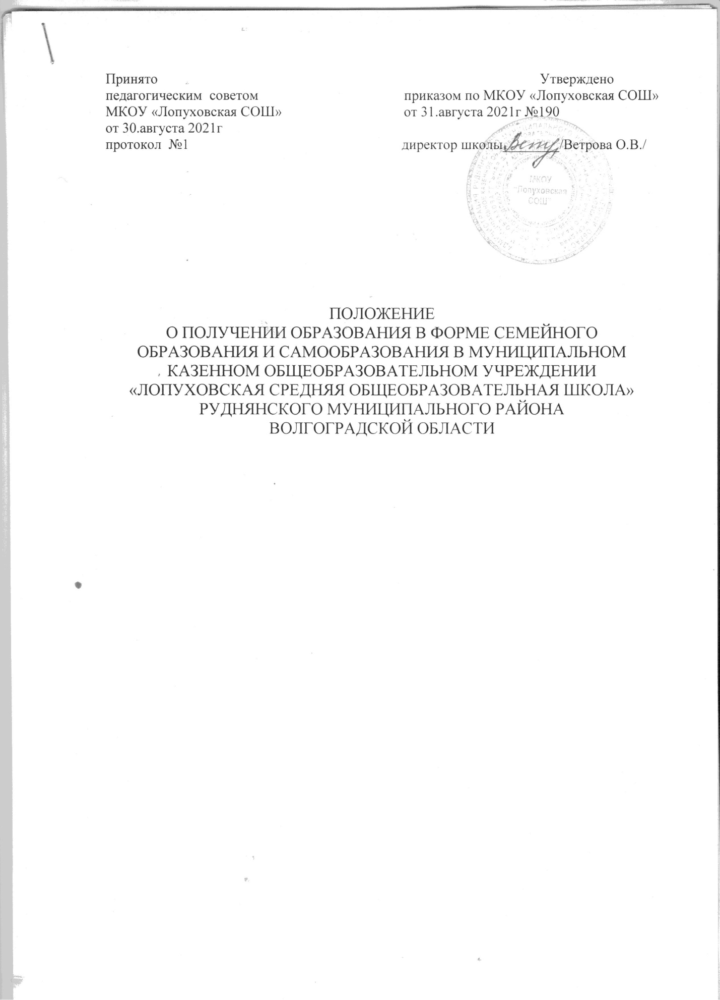 Принято
педагогическим советом
МКОУ «Лопуховская СОШ»
от 30.августа 2021г
протокол №1
Утверждено
приказом по МКОУ «Лопуховская СОШ»
от 31.августа 2021г №190
директор школы /Ветрова О.В./
МКОУ
"Лопуховская
СОШ"
ПОЛОЖЕНИЕ
О ПОЛУЧЕНИИ ОБРАЗОВАНИЯ В ФОРМЕ СЕМЕЙНОГО
ОБРАЗОВАНИЯ И САМООБРАЗОВАНИЯ В МУНИЦИПАЛЬНОМ
КАЗЕННОМ ОБЩЕОБРАЗОВАТЕЛЬНОМ УЧРЕЖДЕНИИ
«ЛОПУХОВСКАЯ СРЕДНЯЯ ОБЩЕОБРАЗОВАТЕЛЬНАЯ ШКОЛА»
РУДНЯНСКОГО МУНИЦИПАЛЬНОГО РАЙОНА
ВОЛГОГРАДСКОЙ ОБЛАСТИ